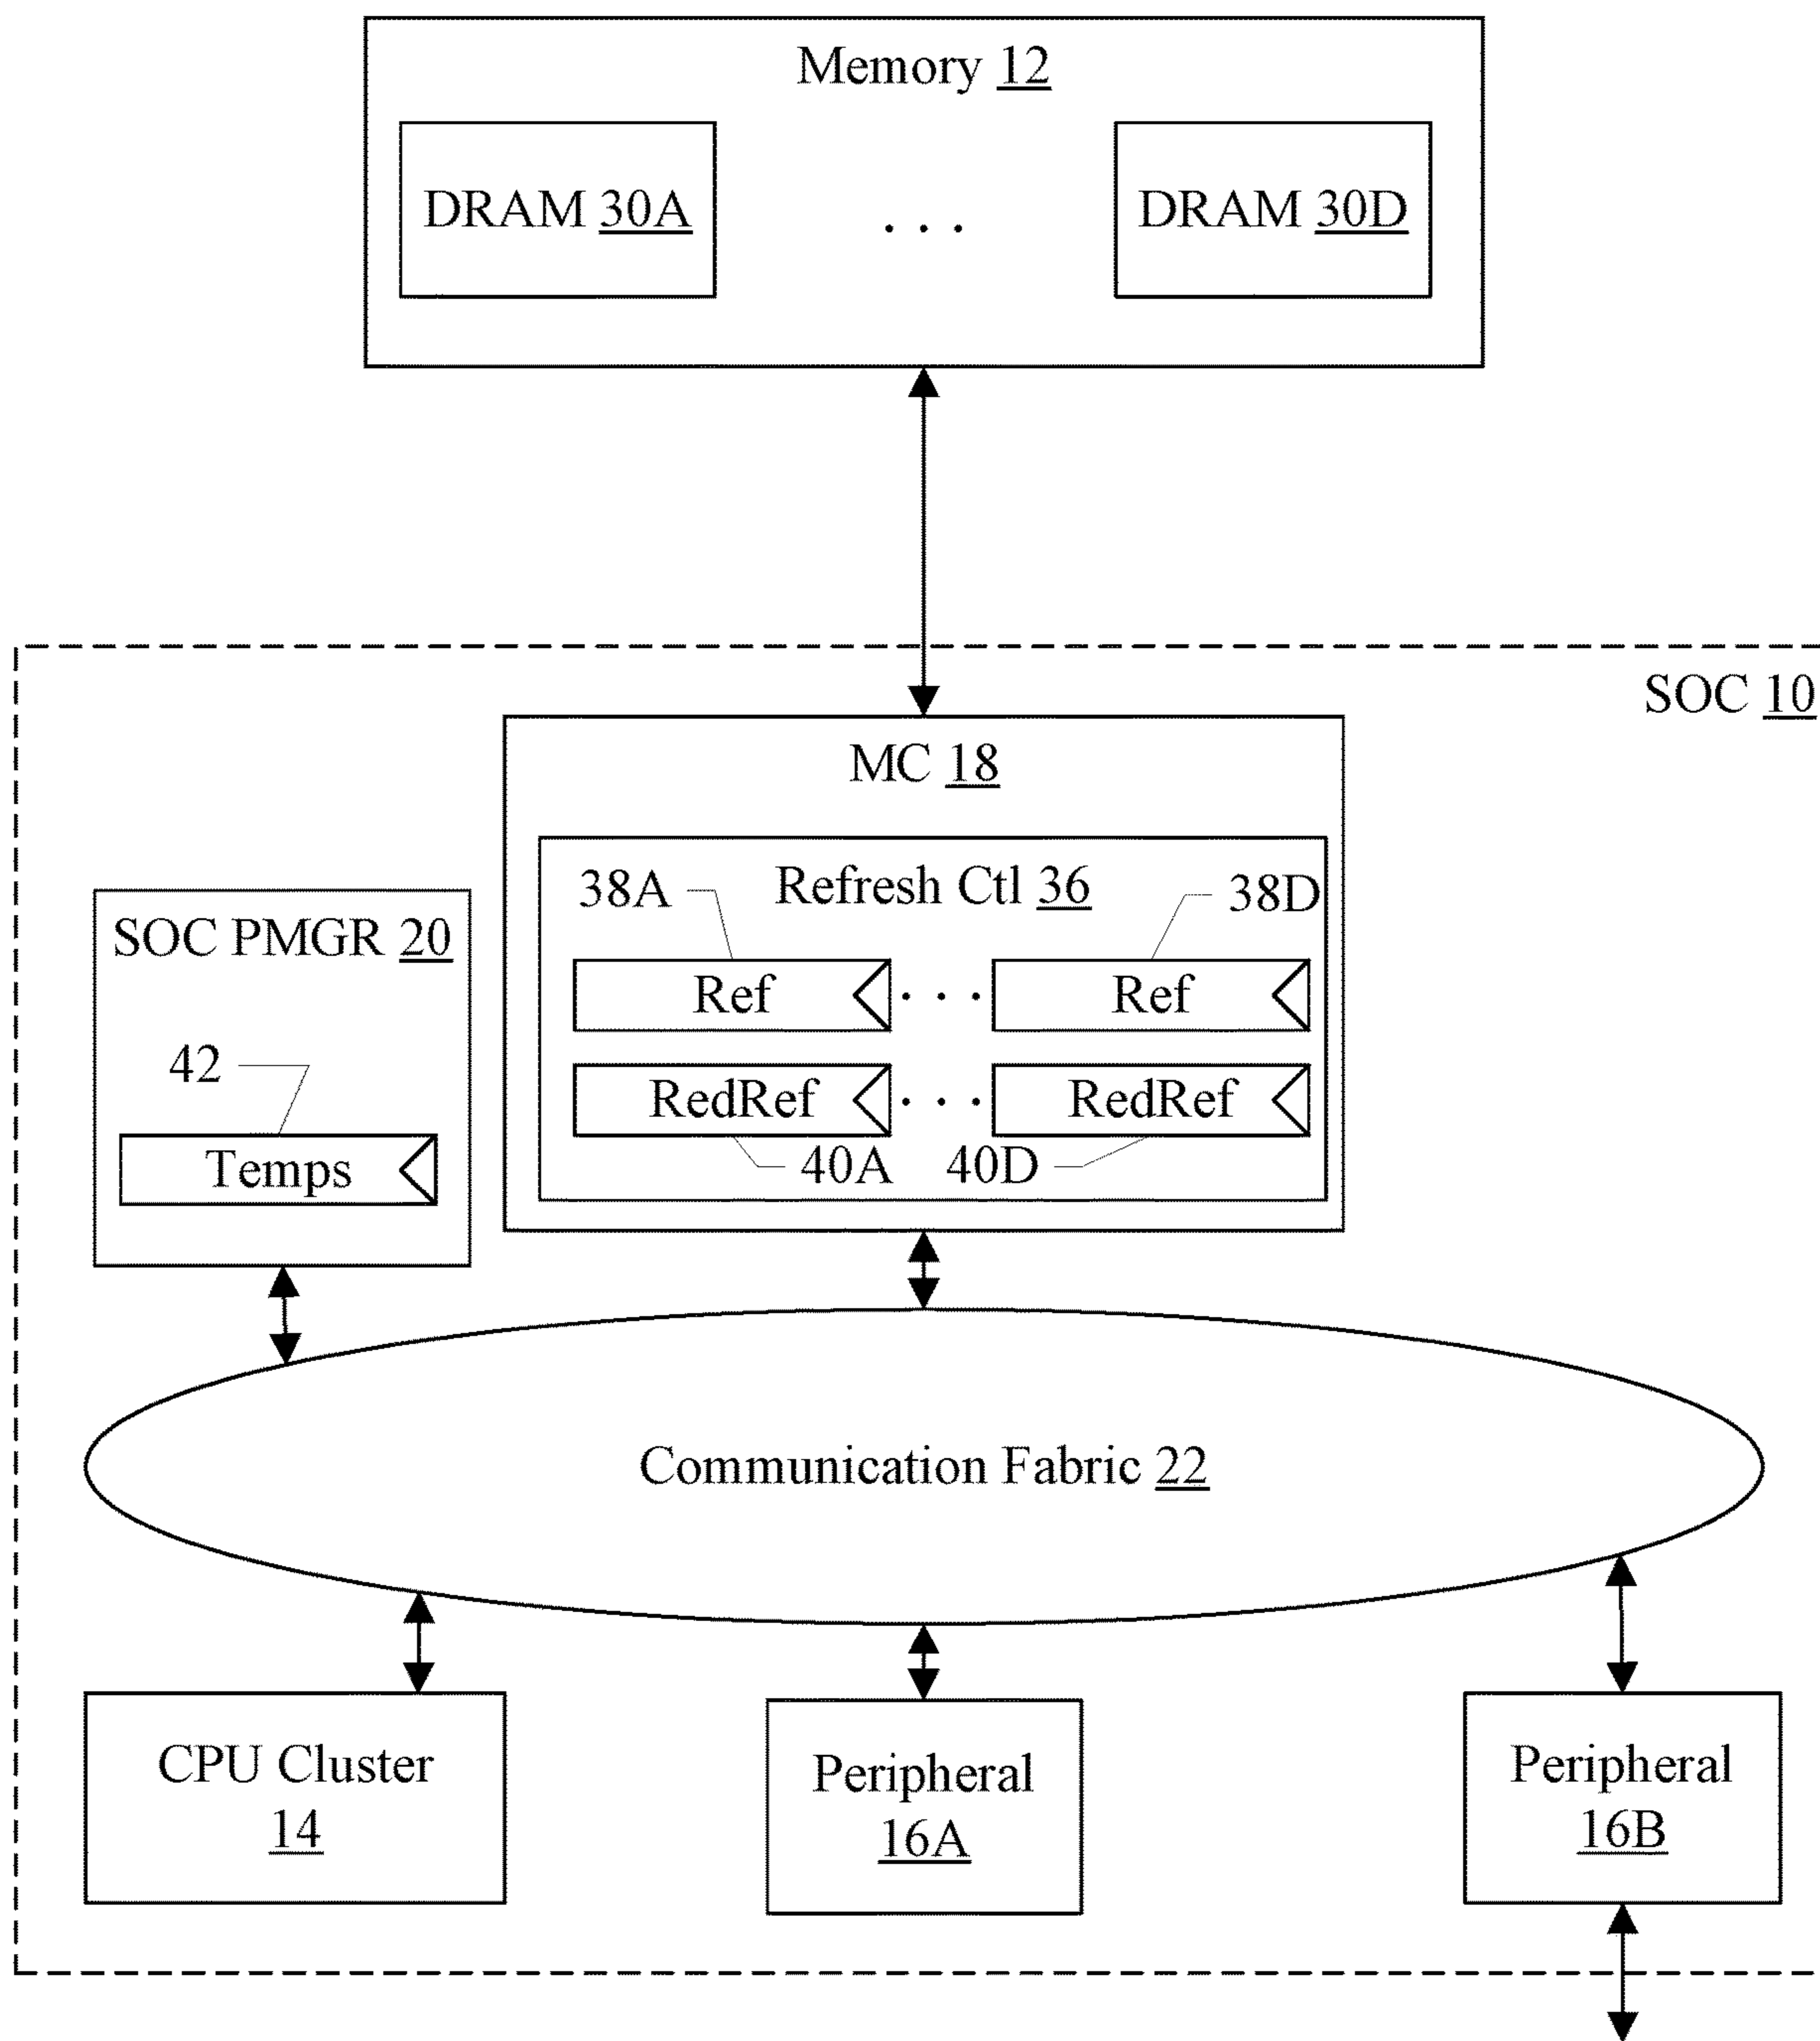 Memory 12
DRAM 30A
. . .
DRAM 30D
SOC 10
MC 18
Refresh Ctl 36
38A
38D
Ref
. . .
Ref
RedRef
. . .
RedRef
40A
40D
SOC PMGR 20
42
Temps
Communication Fabric 22
CPU Cluster
14
Peripheral
16A
Peripheral
16B